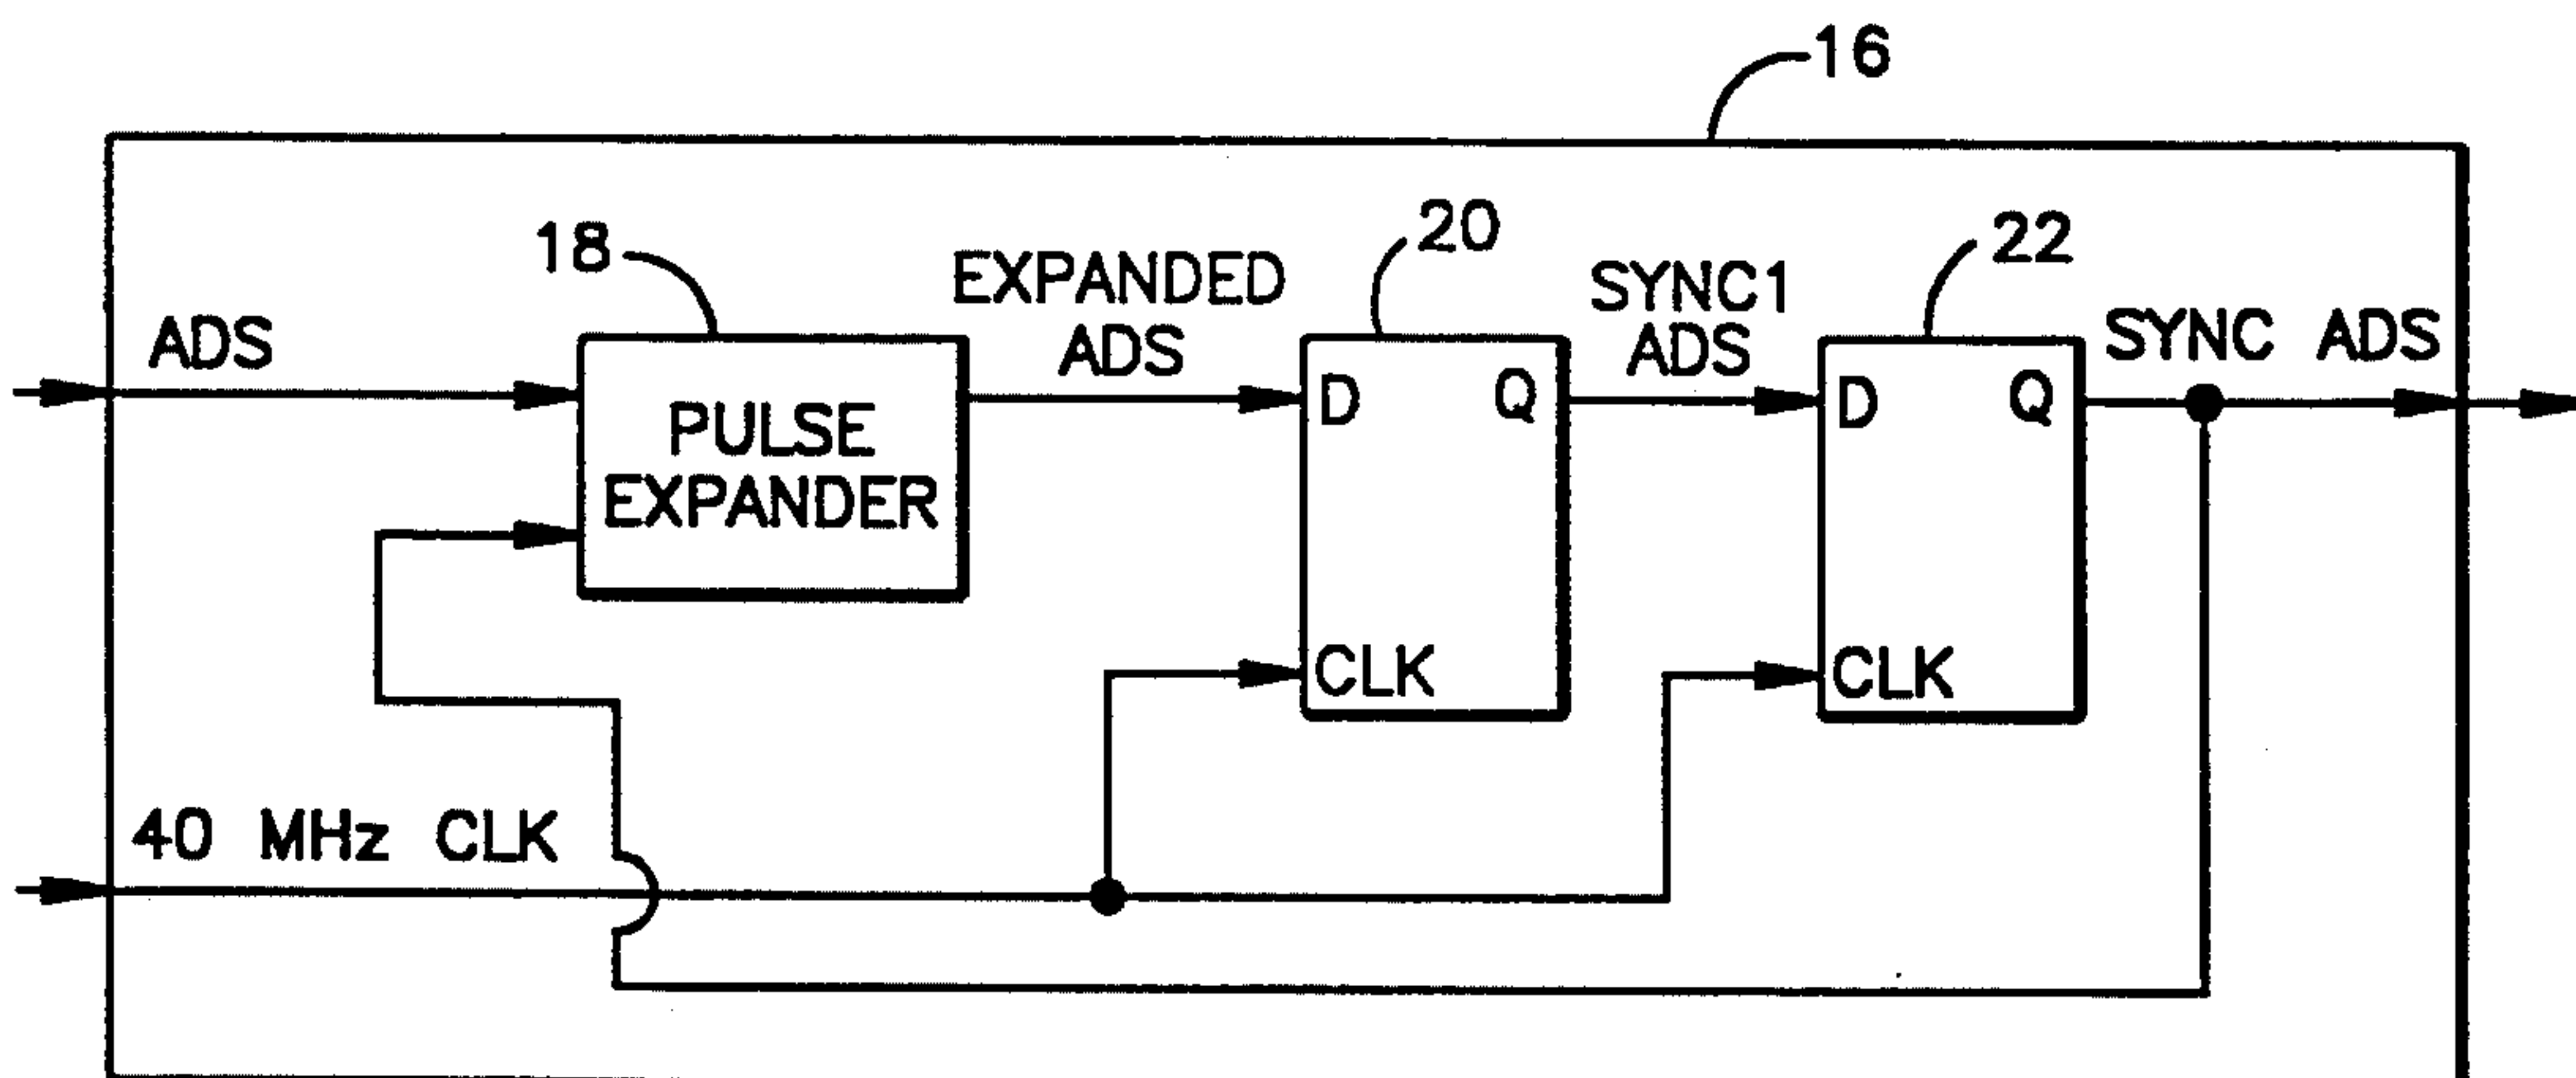 16
18
20
22
ADS
EXPANDED
ADS
SYNC1
ADS
SYNC ADS
PULSE
EXPANDER
D
Q
CLK
D
Q
CLK
40 MHz CLK